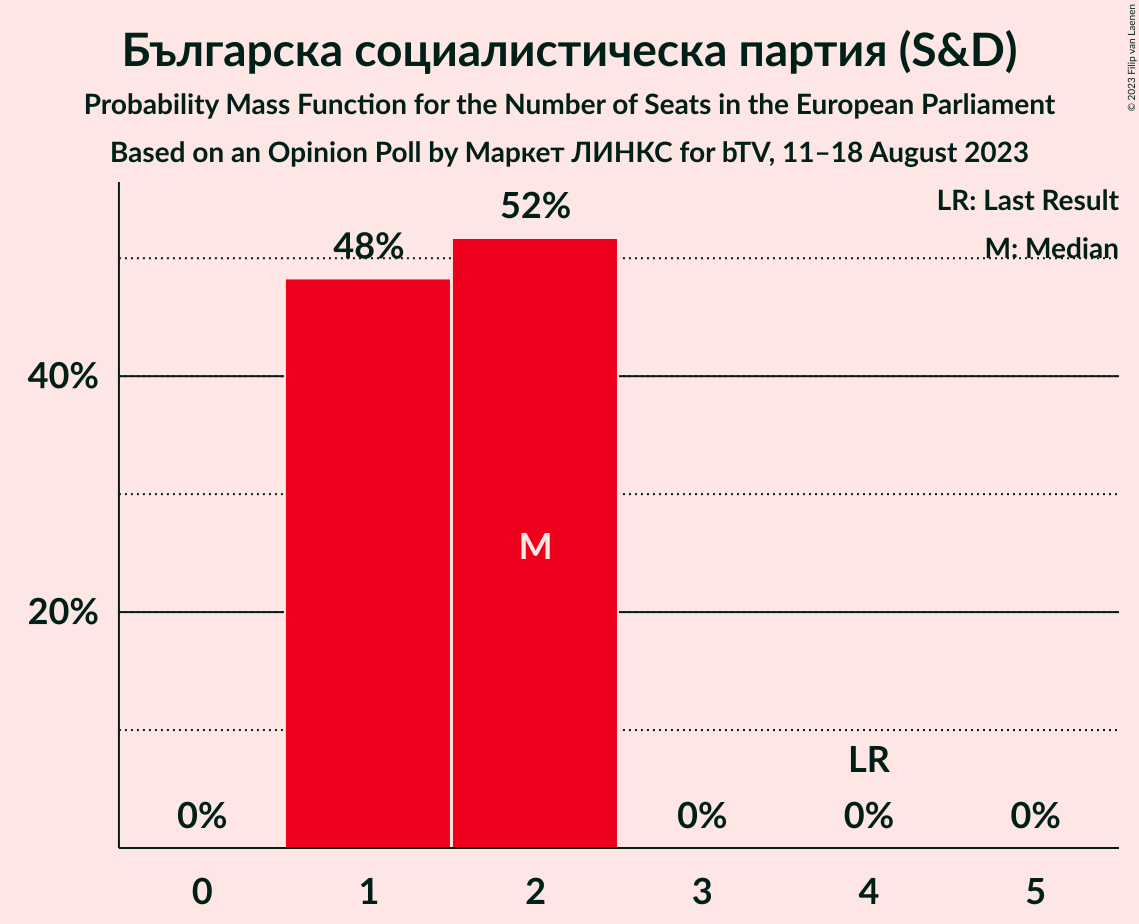 Българска социалистическа партия (S&D)
Probability Mass Function for the Number of Seats in the European Parliament
Based on an Opinion Poll by Маркет ЛИНКС for bTV, 11–18 August 2023
© 2023 Filip van Laenen
LR: Last Result
M: Median
52%
48%
40%
20%
M
LR
0%
0%
0%
0%
0
1
2
3
4
5